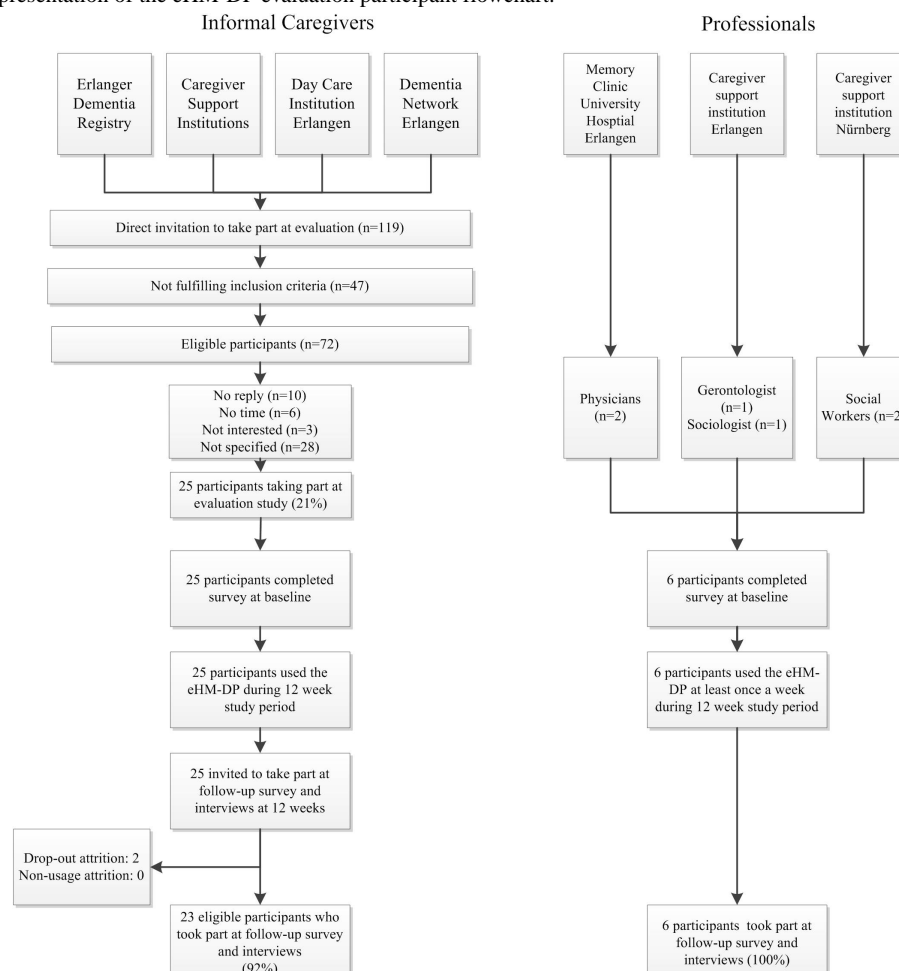 presentation of the eHM-DP evaluation participant flowchart.
Informal Caregivers
Erlanger
Dementia
Registry
Caregiver
Support
Institutions
Day Care
Institution
Erlangen
Dementia
Network
Erlangen
Direct invitation to take part at evaluation (n=119)
Not fulfilling inclusion criteria (n=47)
Eligible participants (n=72)
No reply (n=10)
No time (n=6)
Not interested (n=3)
Not specified (n=28)
25 participants taking part at
evaluation study (21%)
25 participants completed
survey at baseline
25 participants used the
eHM-DP during 12 week
study period
25 invited to take part at
follow-up survey and
interviews at 12 weeks
Drop-out attrition: 2
Non-usage attrition: 0
23 eligible participants who
took part at follow-up survey
and interviews
(92%)
Professionals
Memory
Clinic
University
Hosptial
Erlangen
Caregiver
support
institution
Erlangen
Caregiver
support
institution
Nürnberg
Physicians
(n=2)
Gerontologist
(n=1)
Sociologist (n=1)
Social
Workers (n=2
6 participants completed
survey at baseline
6 participants used the eHM-
DP at least once a week
during 12 week study period
6 participants took part at
follow-up survey and
interviews (100%)